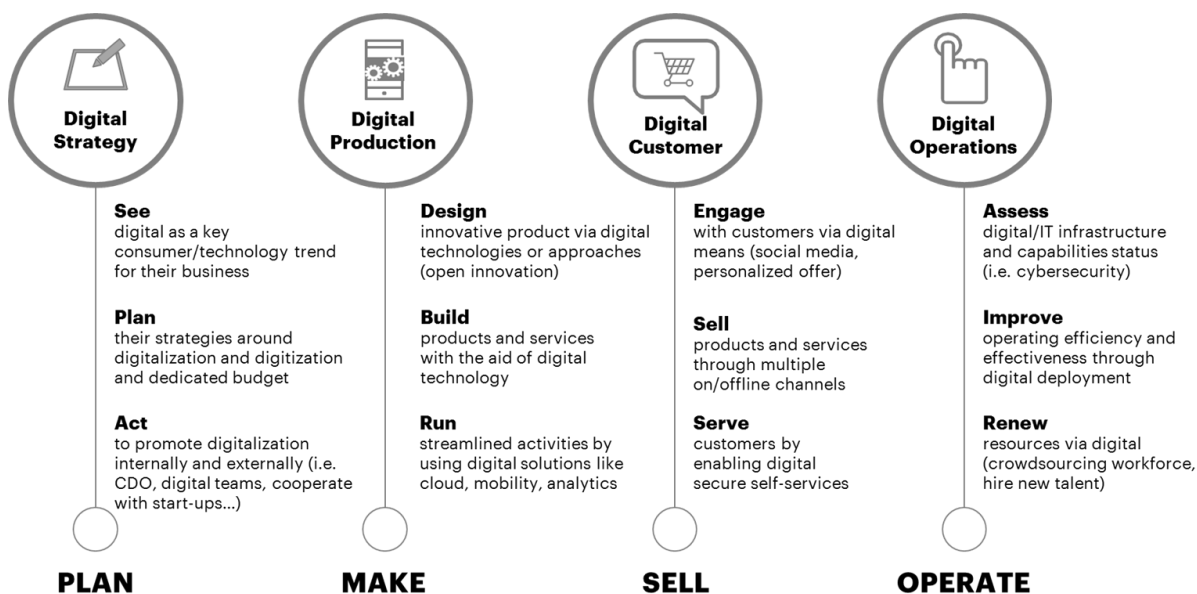 Digital
Strategy
See
digital as a key
consumer/technology trend
for their business
Plan
their strategies around
digitalization and digitization
and dedicated budget
Act
to promote digitalization
internally and externally (i.e.
CDO, digital teams, cooperate
with start-ups...)
PLAN
Digital
Production
Design
innovative product via digital
technologies or approaches
(open innovation)
Build
products and services
with the aid of digital
technology
Run
streamlined activities by
using digital solutions like
cloud, mobility, analytics
MAKE
Digital
Customer
Engage
with customers via digital
means (social media,
personalized offer)
Sell
products and services
through multiple
on/offline channels
Serve
customers by
enabling digital
secure self-services
SELL
Digital
Operations
Assess
digital/IT infrastructure
and capabilities status
(i.e. cybersecurity)
Improve
operating efficiency and
effectiveness through
digital deployment
Renew
resources via digital
(crowdsourcing workforce,
hire new talent)
OPERATE